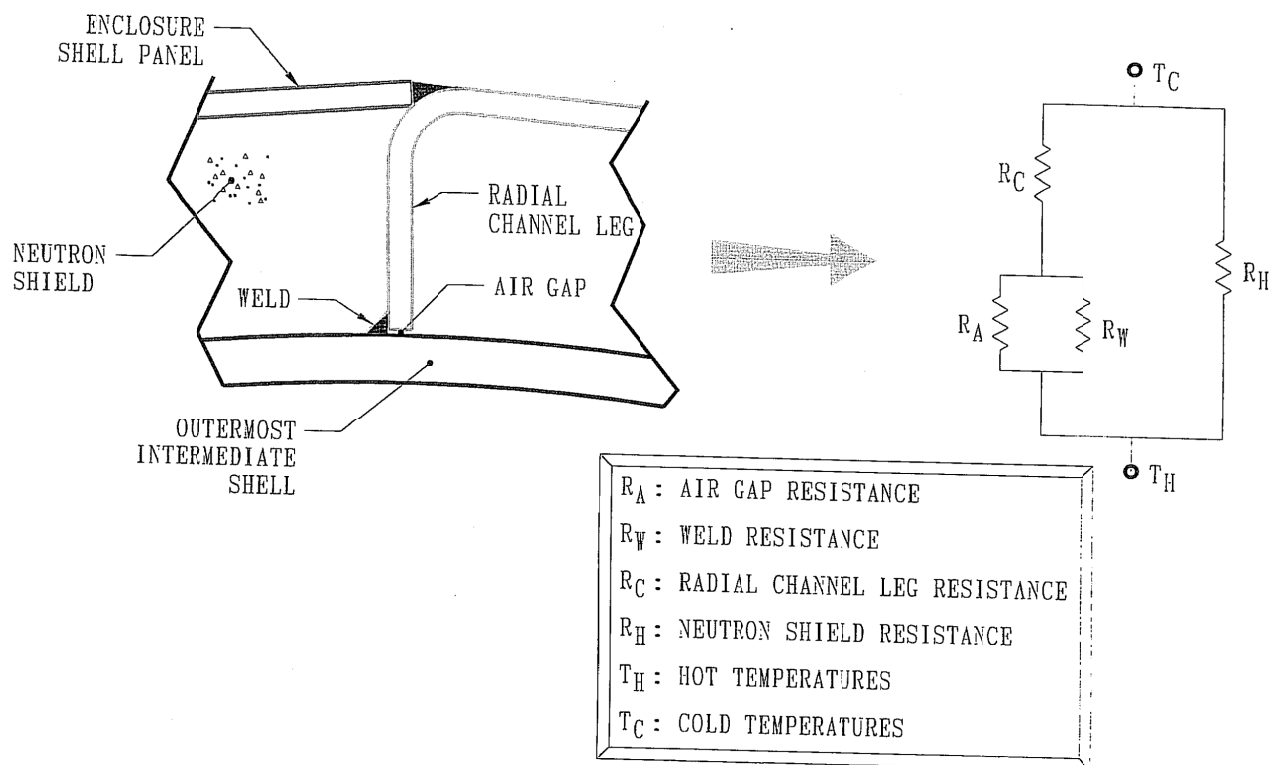 ENCLOSURE
SHELL PANEL
NEUTRON
SHIELD
WELD
RADIAL
CHANNEL LEG
AIR GAP
OUTERMOST
INTERMEDIATE
SHELL
T_C
R_C
R_H
R_A
R_W
T_H
R_A: AIR GAP RESISTANCE
R_W: WELD RESISTANCE
R_C: RADIAL CHANNEL LEG RESISTANCE
R_H: NEUTRON SHIELD RESISTANCE
T_H: HOT TEMPERATURES
T_C: COLD TEMPERATURES